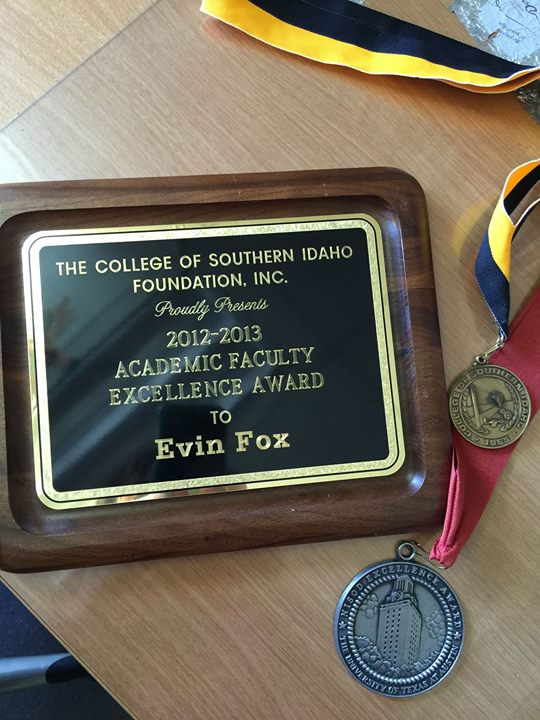 THE COLLEGE OF SOUTHERN IDAHO
FOUNDATION, INC.
Proudly Presents
2012-2013
ACADEMIC FACULTY
EXCELLENCE AWARD
TO
Evin Fox
COLLEGE OF SOUTHERN IDAHO
1965
NISOD EXCELLENCE AWARD
THE UNIVERSITY OF TEXAS AT AUSTIN